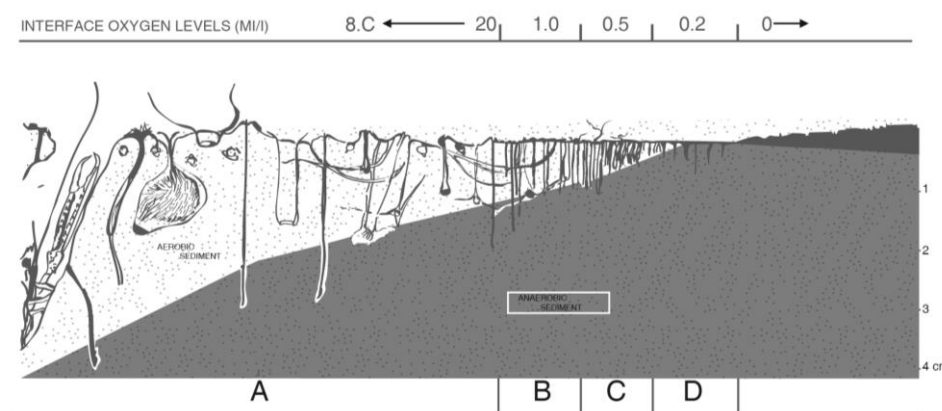 INTERFACE OXYGEN LEVELS (MI/I) 8.C 20 1.0 0.5 0.2 0
AEROBIC
SEDIMENT
1
2
ANAEROBIC
SEDIMENT
.3
.4 cr
A B C D